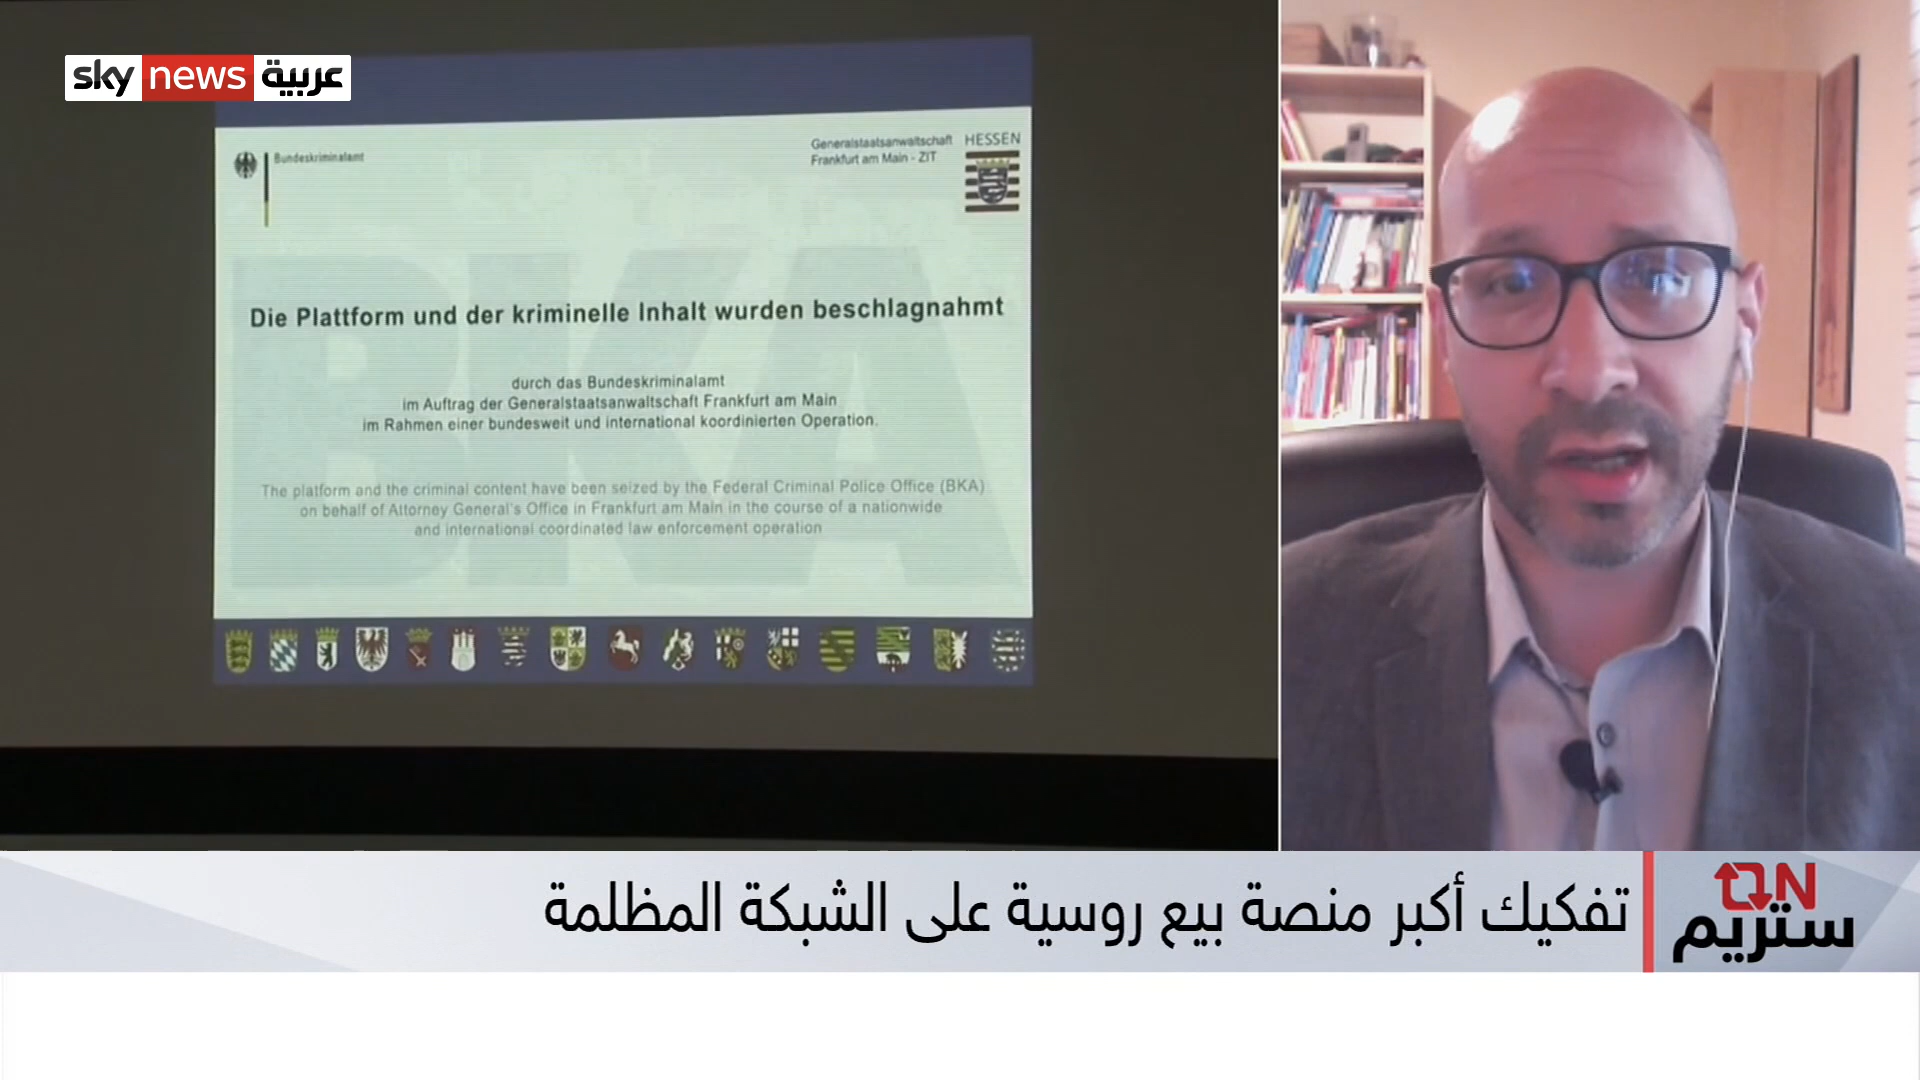 sky news عربية
Bundeskriminalamt
Generalstaatsanwaltschaft
Frankfurt am Main - ZIT
HESSEN
BKA
Die Plattform und der kriminelle Inhalt wurden beschlagnahmt
durch das Bundeskriminalamt
im Auftrag der Generalstaatsanwaltschaft Frankfurt am Main
im Rahmen einer bundesweit und international koordinierten Operation.
The platform and the criminal content have been seized by the Federal Criminal Police Office (BKA)
on behalf of Attorney General's Office in Frankfurt am Main in the course of a nationwide
and international coordinated law enforcement operation
تفكيك أكبر منصة بيع روسية على الشبكة المظلمة
ON
ستريم